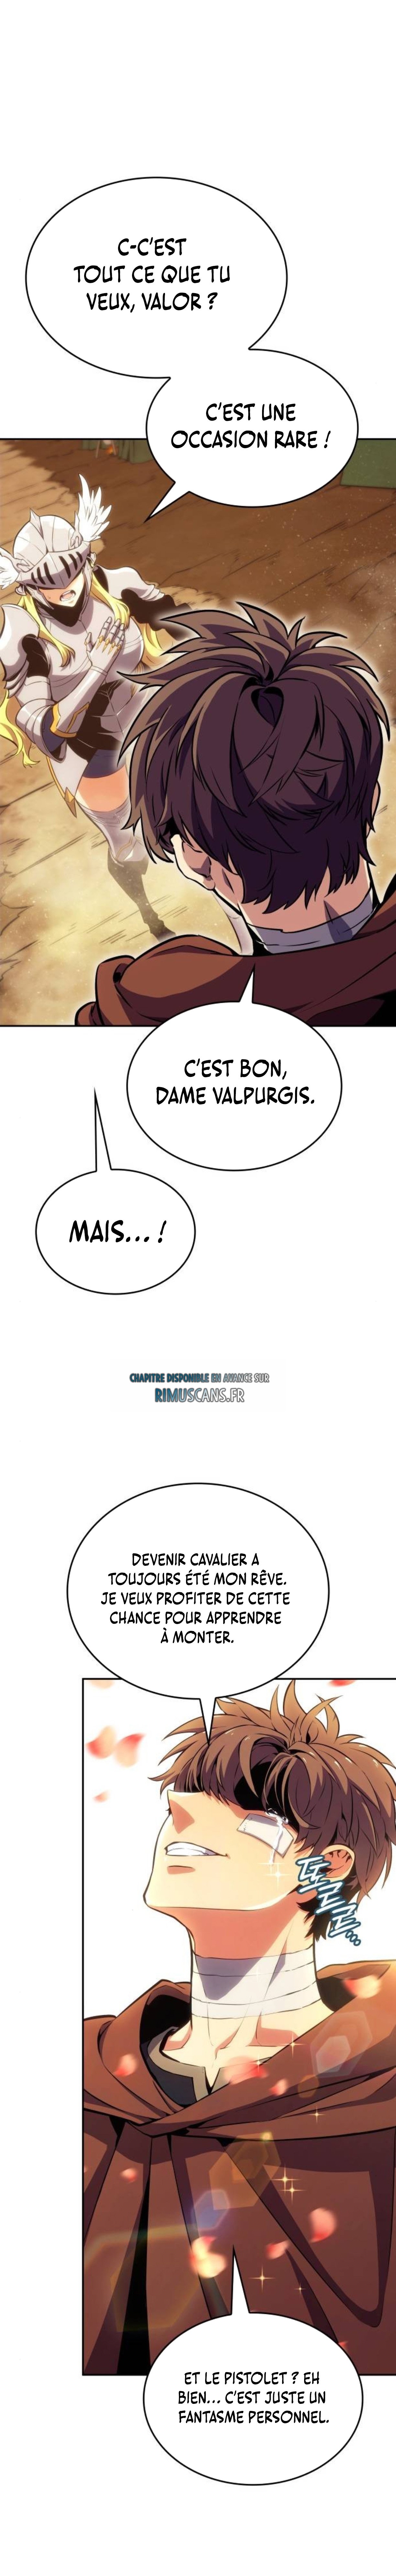 C-C'EST
TOUT CE QUE TU
VEUX, VALOR ?
C'EST UNE
OCCASION RARE !
C'EST BON,
DAME VALPURGIS.
MAIS... !
CHAPITRE DISPONIBLE EN AVANCE SUR
RIMUSCANS.FR
DEVENIR CAVALIER A
TOUJOURS ÉTÉ MON RÊVE.
JE VEUX PROFITER DE CETTE
CHANCE POUR APPRENDRE
À MONTER.
ET LE PISTOLET ? EH
BIEN... C'EST JUSTE UN
FANTASME PERSONNEL.